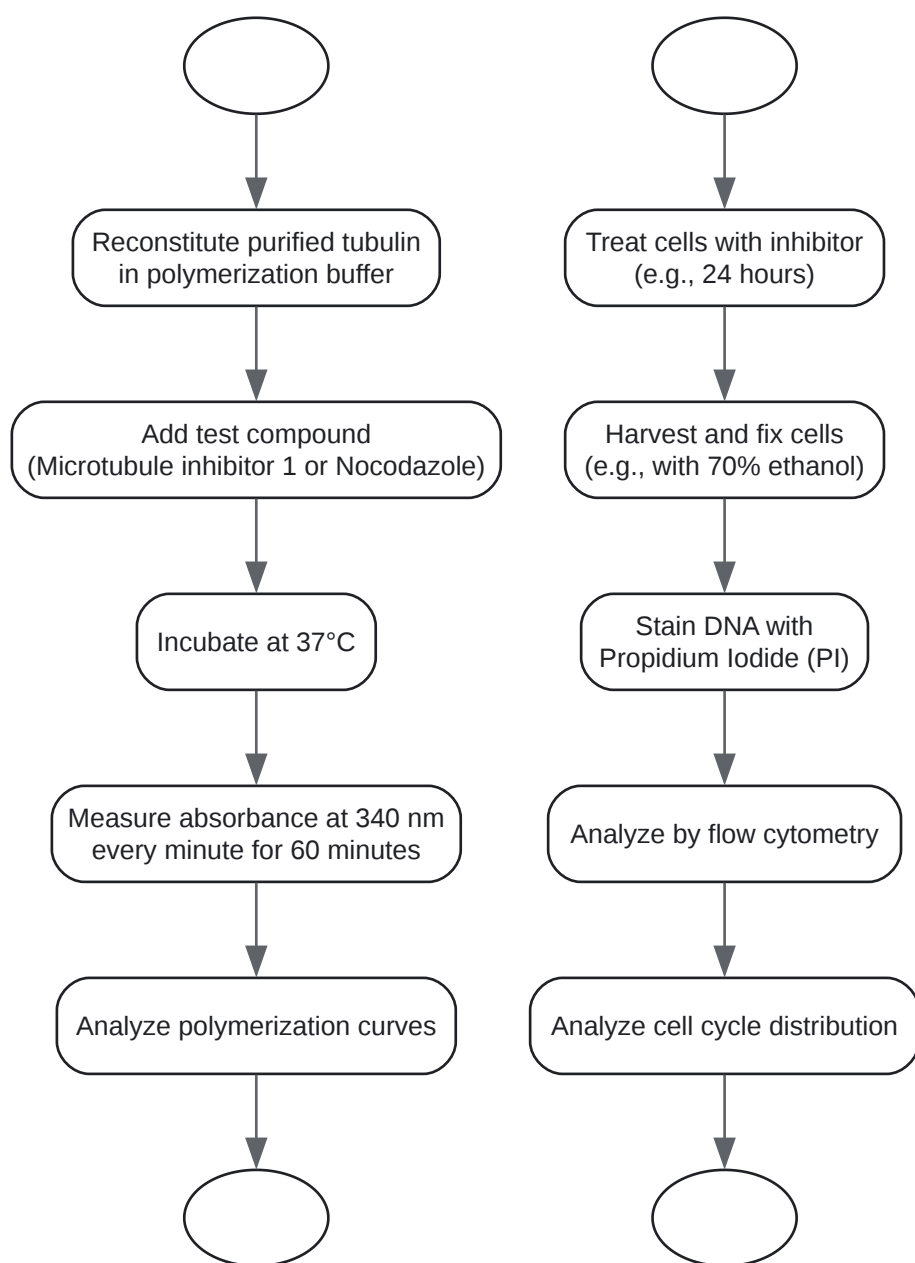 Reconstitute purified tubulin
in polymerization buffer
Add test compound
(Microtubule inhibitor 1 or Nocodazole)
Incubate at 37°C
Measure absorbance at 340 nm
every minute for 60 minutes
Analyze polymerization curves
Treat cells with inhibitor
(e.g., 24 hours)
Harvest and fix cells
(e.g., with 70% ethanol)
Stain DNA with
Propidium Iodide (PI)
Analyze by flow cytometry
Analyze cell cycle distribution